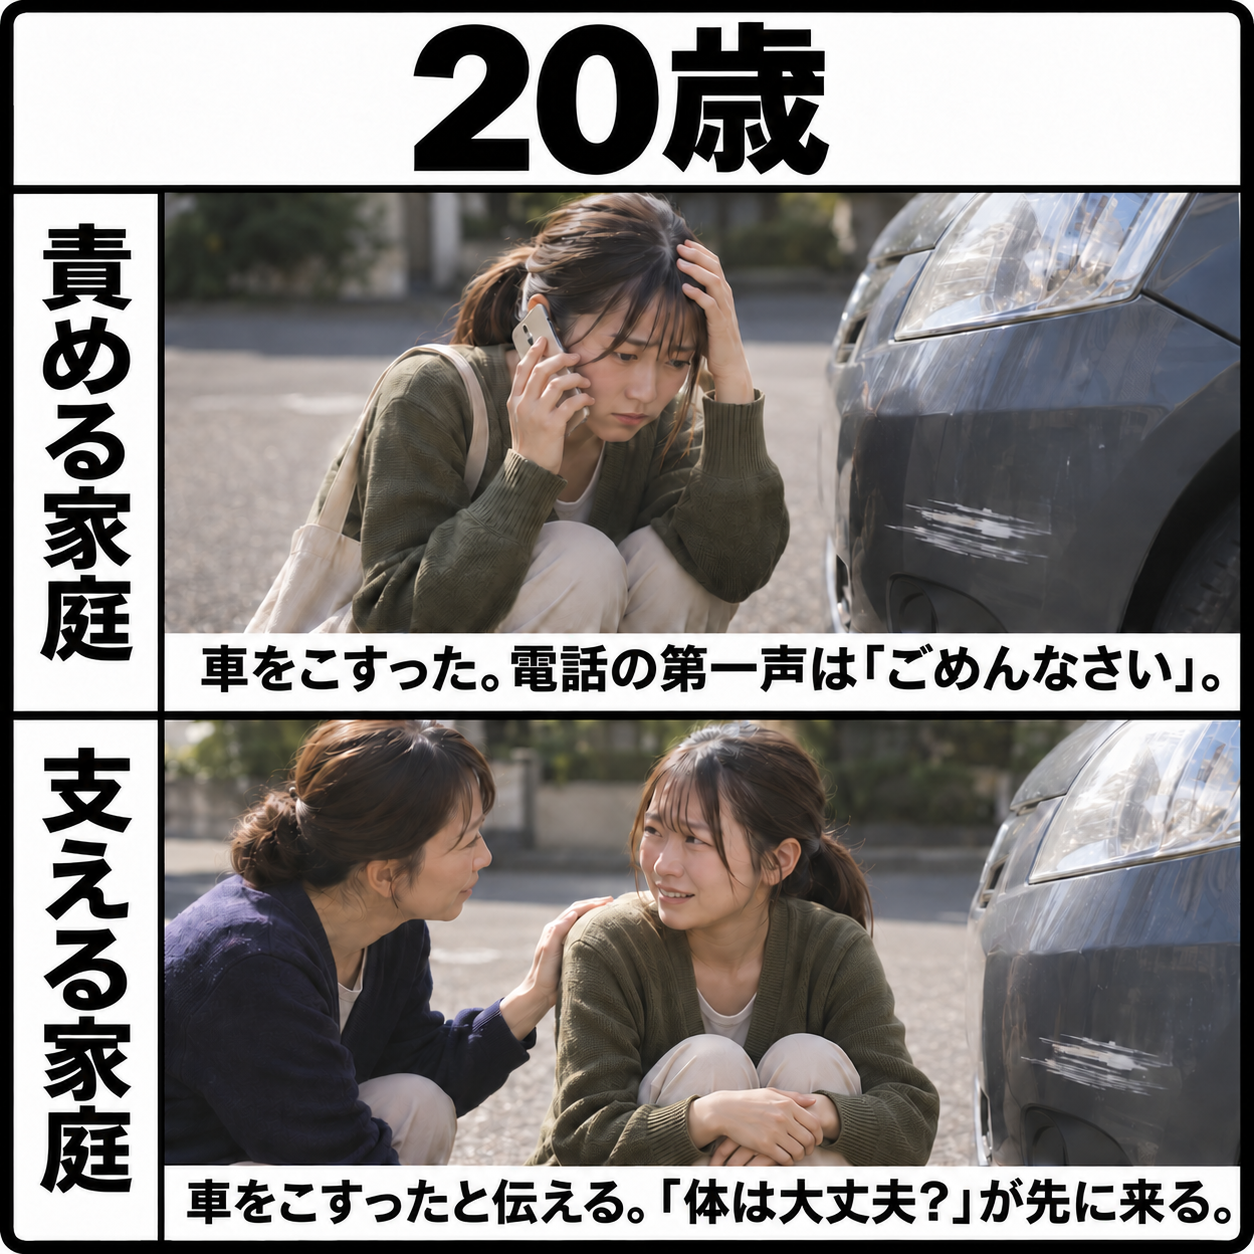 20歳
責める家庭
車をこすった。電話の第一声は「ごめんなさい」。
支える家庭
車をこすったと伝える。「体は大丈夫?」が先に来る。